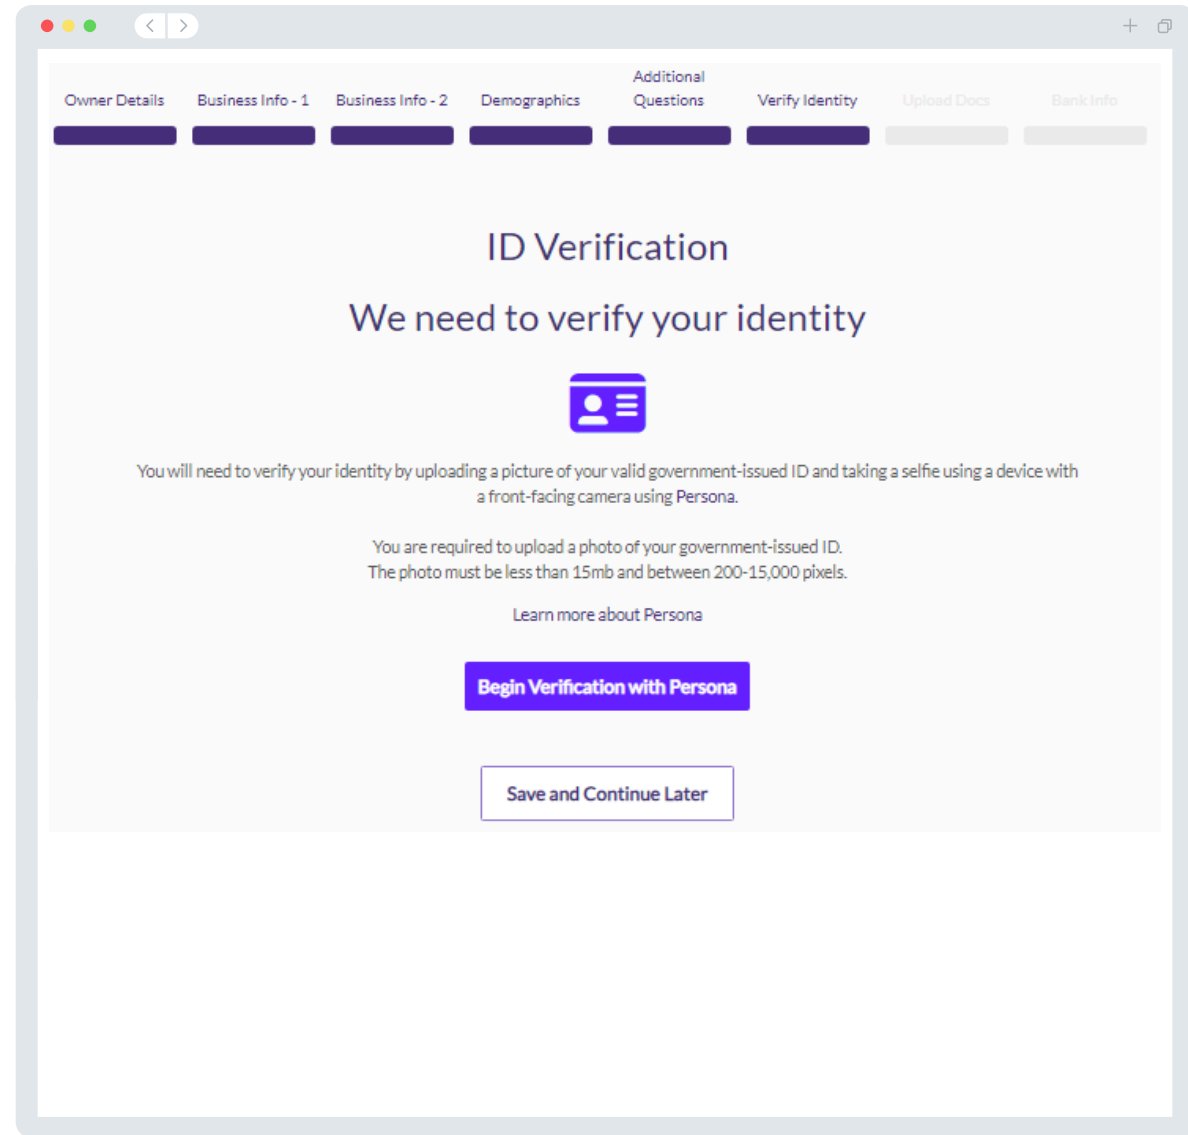 Owner Details
Business Info - 1
Business Info - 2
Demographics
Additional
Questions
Verify Identity
Upload Docs
Bank Info
ID Verification
We need to verify your identity
You will need to verify your identity by uploading a picture of your valid government-issued ID and taking a selfie using a device with
a front-facing camera using Persona.
You are required to upload a photo of your government-issued ID.
The photo must be less than 15mb and between 200-15,000 pixels.
Learn more about Persona
Begin Verification with Persona
Save and Continue Later